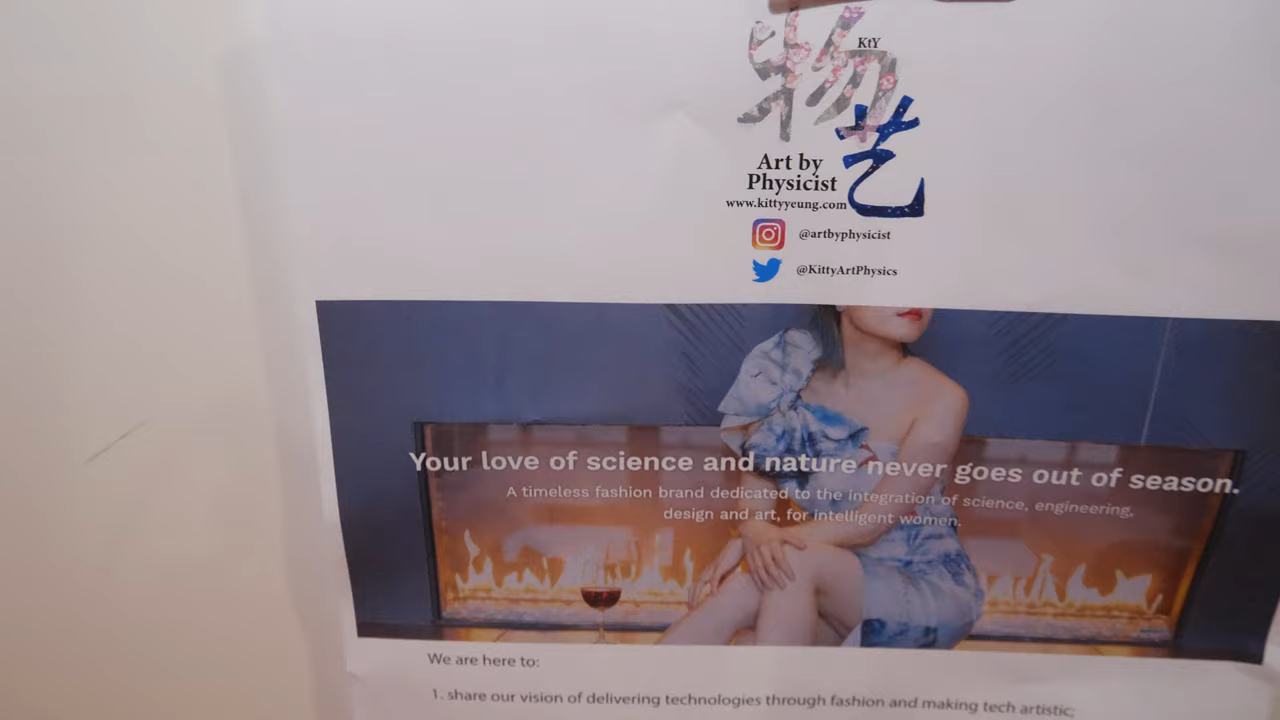 物
KtY
艺
Art by
Physicist
www.kittyyeung.com
@artbyphysicist
@KittyArtPhysics
Your love of science and nature never goes out of season.
A timeless fashion brand dedicated to the integration of science, engineering,
design and art, for intelligent women.
We are here to:
1. share our vision of delivering technologies through fashion and making tech artistic;